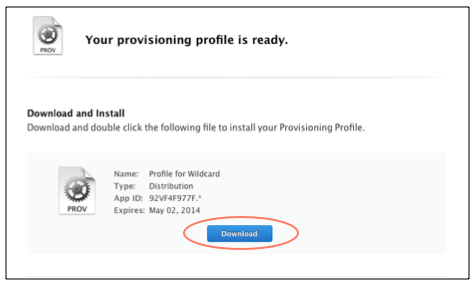 PROV
Your provisioning profile is ready.
Download and Install
Download and double click the following file to install your Provisioning Profile.
PROV
Name: Profile for Wildcard
Type: Distribution
App ID: 92VF4F977F.*
Expires: May 02, 2014
Download